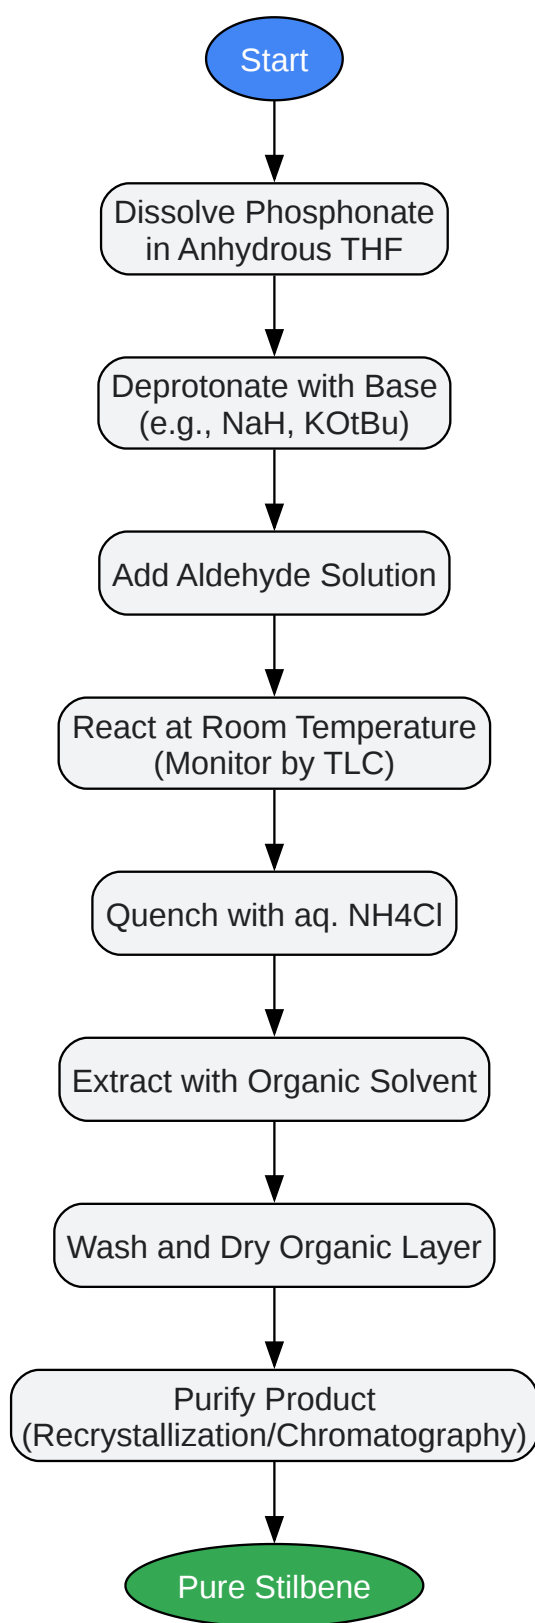 Start
Dissolve Phosphonate
in Anhydrous THF
Deprotonate with Base
(e.g., NaH, KOtBu)
Add Aldehyde Solution
React at Room Temperature
(Monitor by TLC)
Quench with aq. NH4Cl
Extract with Organic Solvent
Wash and Dry Organic Layer
Purify Product
(Recrystallization/Chromatography)
Pure Stilbene